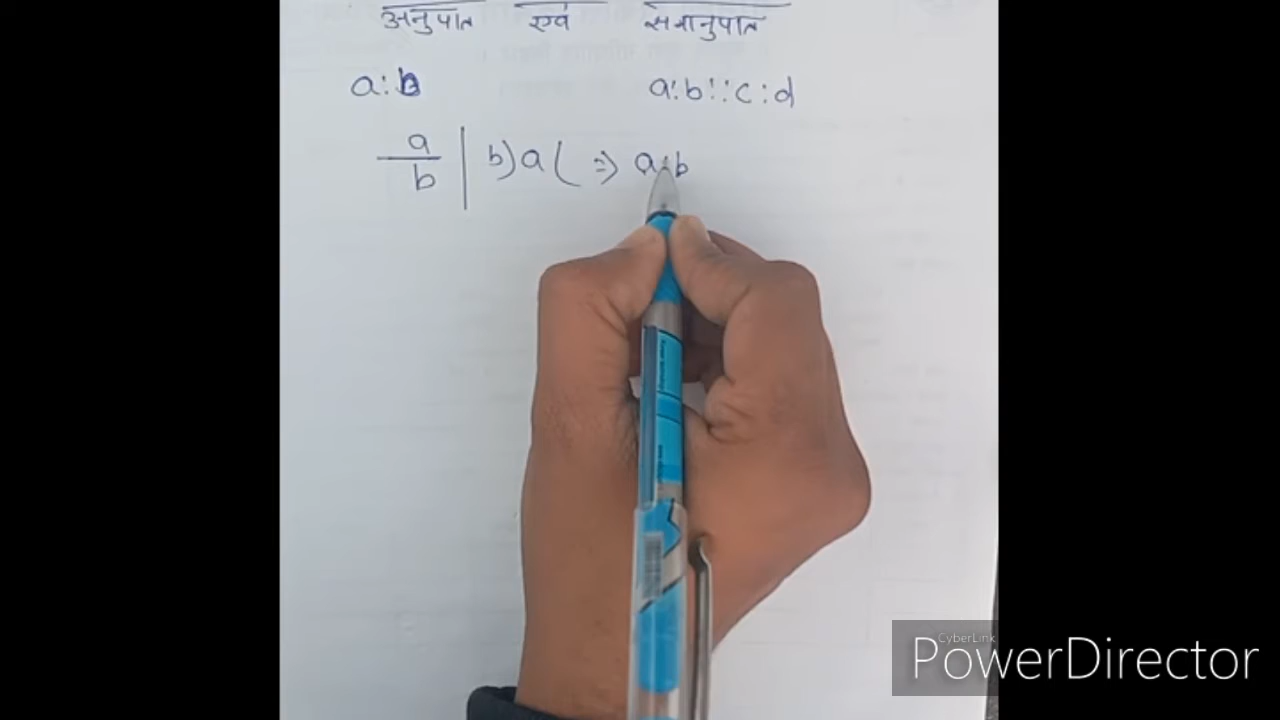 अनुपात एवं समानुपात
a:b a:b::c:d
a/b | b)a( => a:b
CyberLink
PowerDirector